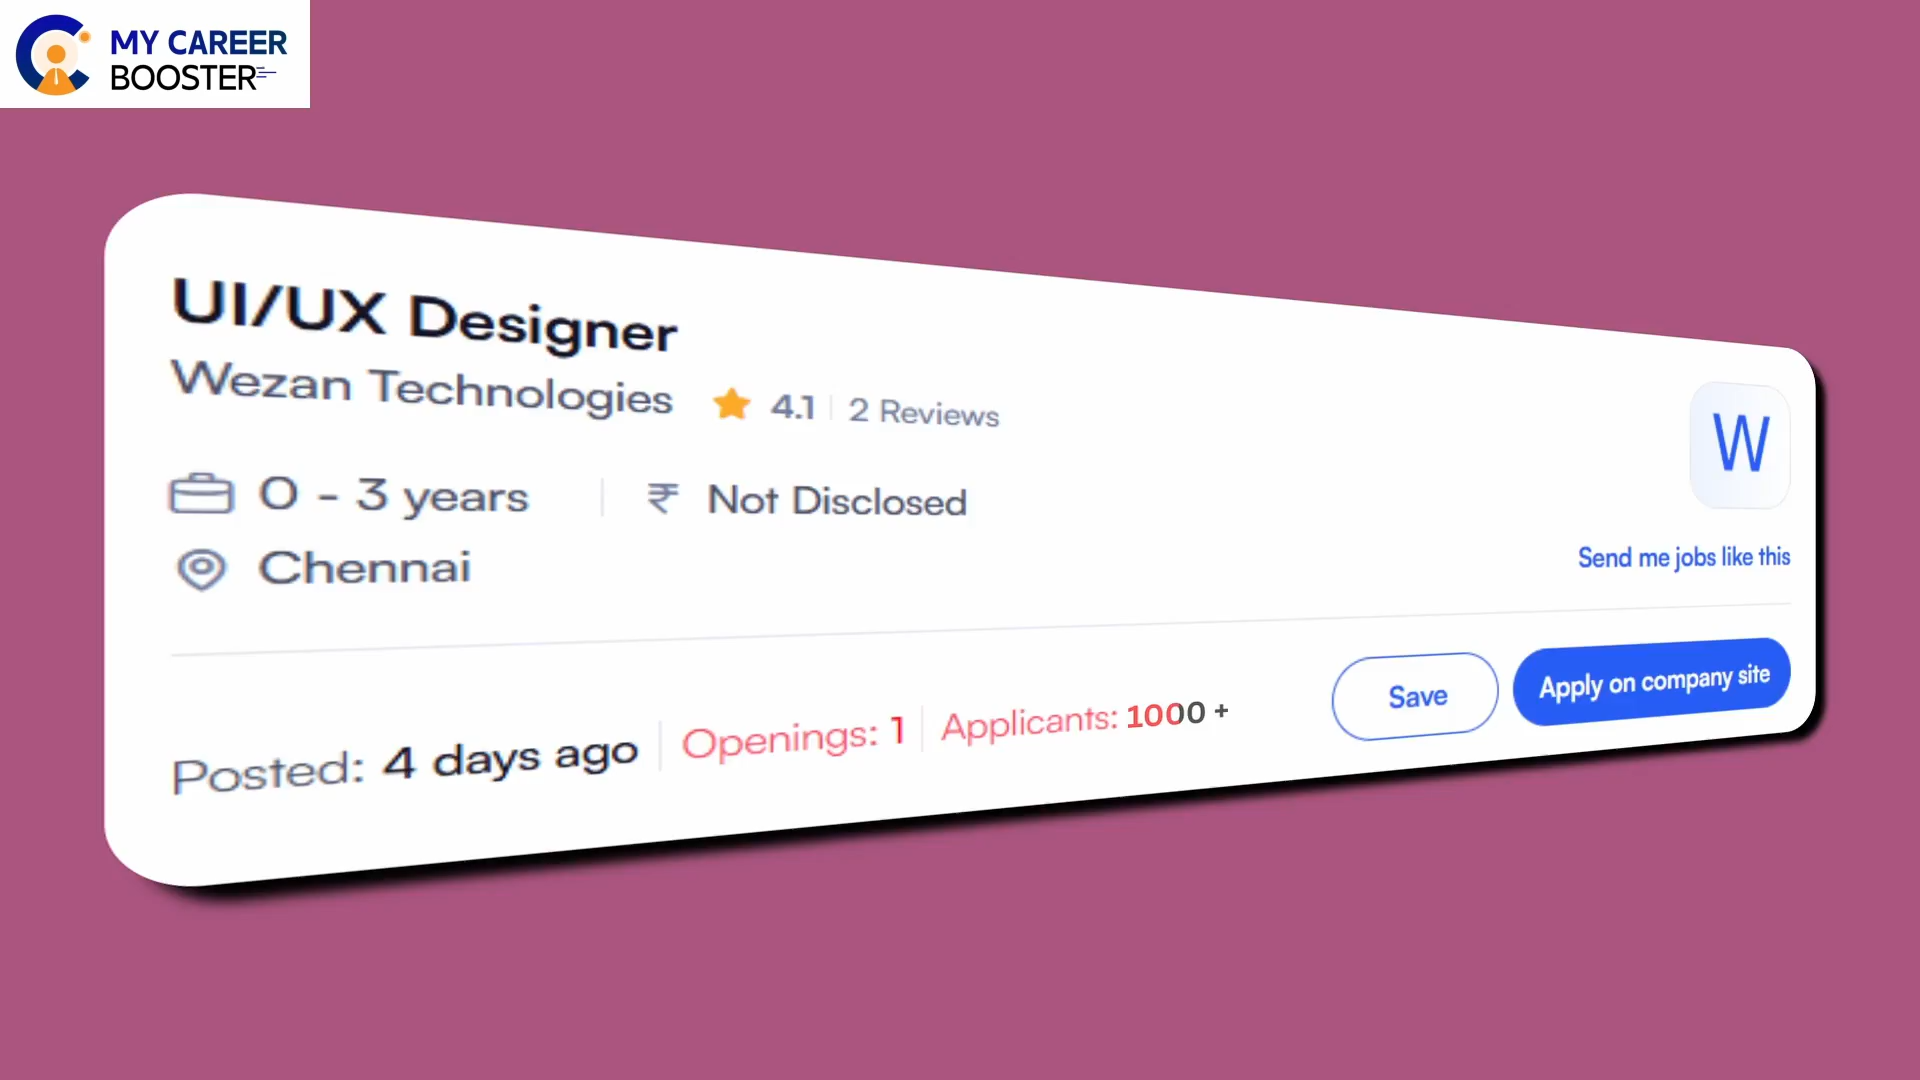 MY CAREER
BOOSTER
UI/UX Designer
Wezan Technologies 4.1 2 Reviews
W
0 - 3 years ₹ Not Disclosed
Chennai
Send me jobs like this
Save Apply on company site
Posted: 4 days ago Openings: 1 Applicants: 1000 +